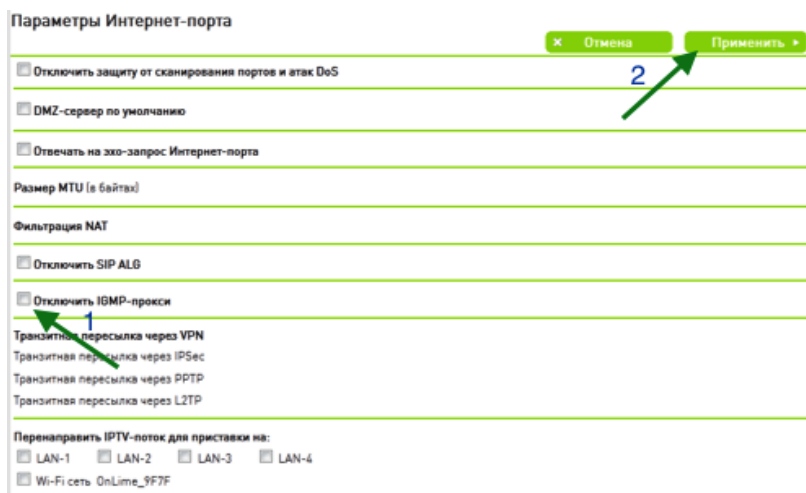 Параметры Интернет-порта
× Отмена Применить ▸
2
Отключить защиту от сканирования портов и атак DoS
DMZ-сервер по умолчанию
Отвечать на эхо-запрос Интернет-порта
Размер MTU (в байтах)
Фильтрация NAT
Отключить SIP ALG
Отключить IGMP-прокси
1
Транзитная пересылка через VPN
Транзитная пересылка через IPSec
Транзитная пересылка через PPTP
Транзитная пересылка через L2TP
Перенаправить IPTV-поток для приставки на:
LAN-1 LAN-2 LAN-3 LAN-4
Wi-Fi сеть OnLime_9F7F